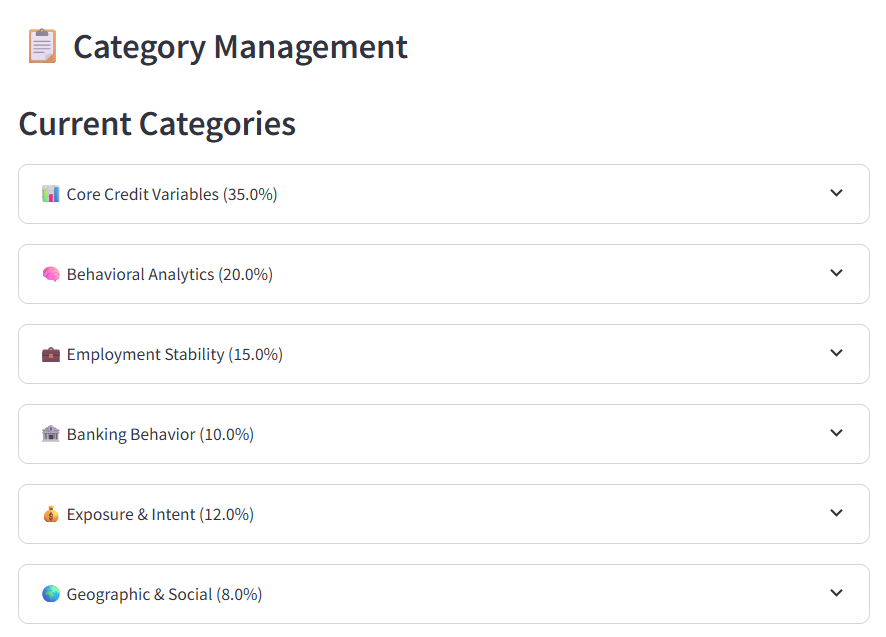 Category Management
Current Categories
Core Credit Variables (35.0%)
Behavioral Analytics (20.0%)
Employment Stability (15.0%)
Banking Behavior (10.0%)
Exposure & Intent (12.0%)
Geographic & Social (8.0%)